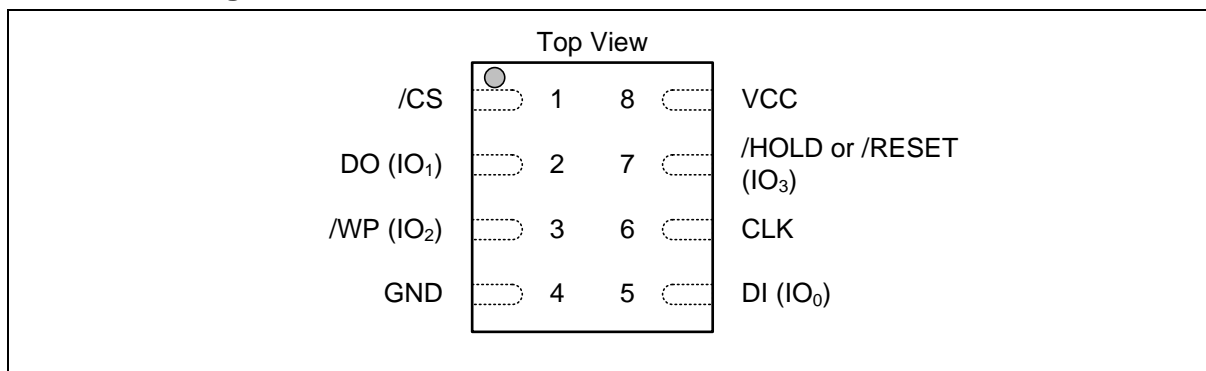 Top View
/CS 1 8 VCC
DO (IO₁) 2 7 /HOLD or /RESET
(IO₃)
/WP (IO₂) 3 6 CLK
GND 4 5 DI (IO₀)